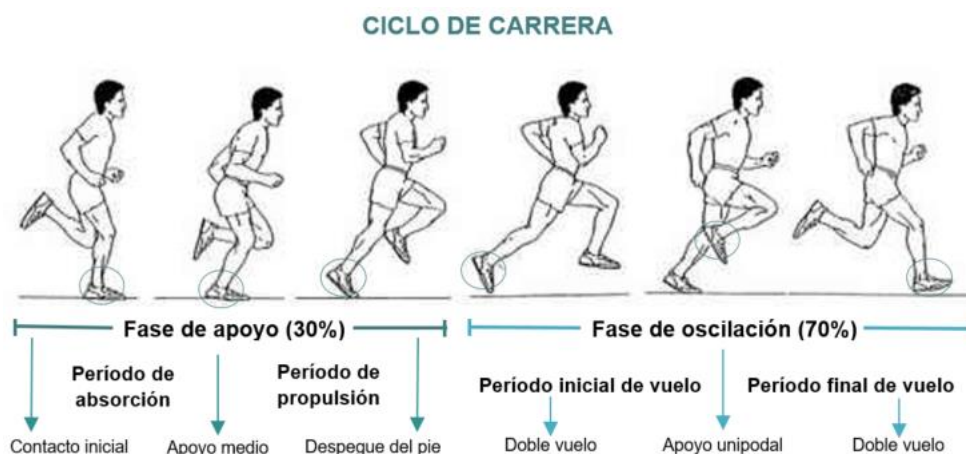 CICLO DE CARRERA
Fase de apoyo (30%)
Fase de oscilación (70%)
Período de
absorción
Período de
propulsión
Período inicial de vuelo
Período final de vuelo
Contacto inicial
Apoyo medio
Despegue del pie
Doble vuelo
Apoyo unipodal
Doble vuelo